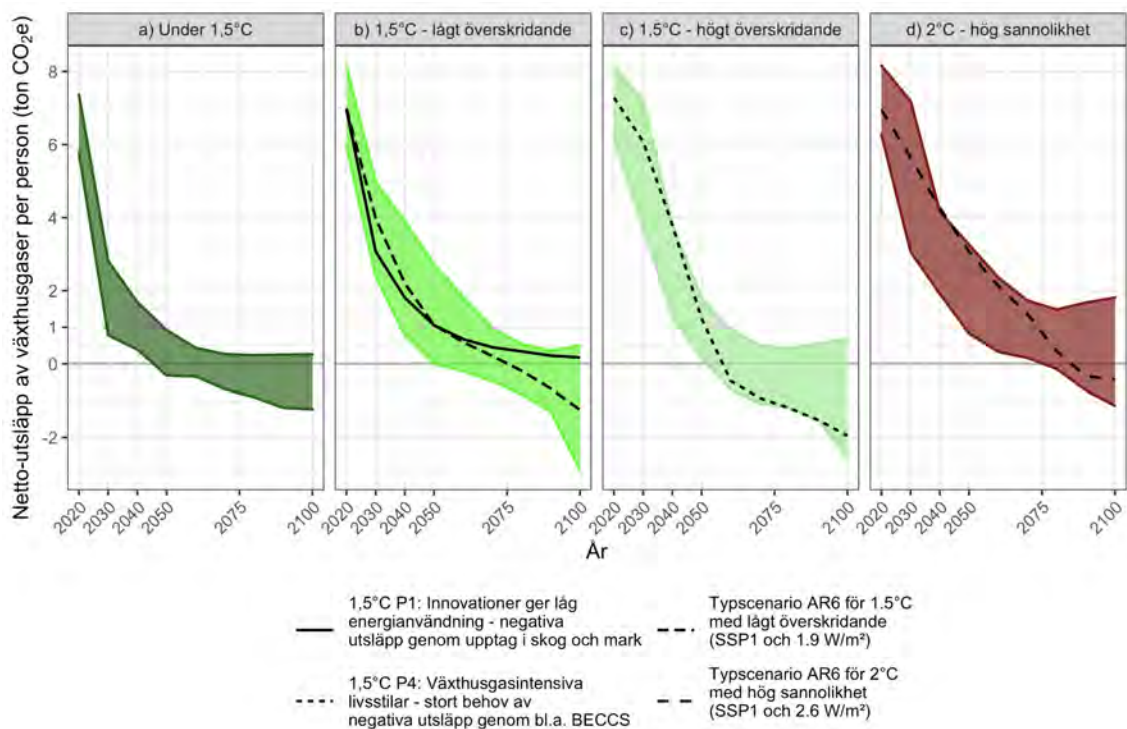 a) Under 1,5°C
b) 1,5°C - lågt överskridande
c) 1.5°C - högt överskridande
d) 2°C - hög sannolikhet
Netto-utsläpp av växthusgaser per person (ton CO₂e)
8
6
4
2
1
0
-2
2020
2030
2040
2050
2075
2100
2020
2030
2040
2050
2075
2100
2020
2030
2040
2050
2075
2100
2020
2030
2040
2050
2075
2100
År
1,5°C P1: Innovationer ger låg
energianvändning - negativa
utsläpp genom upptag i skog och mark
Typscenario AR6 för 1.5°C
med lågt överskridande
(SSP1 och 1.9 W/m²)
1,5°C P4: Växthusgasintensiva
livsstilar - stort behov av
negativa utsläpp genom bl.a. BECCS
Typscenario AR6 för 2°C
med hög sannolikhet
(SSP1 och 2.6 W/m²)